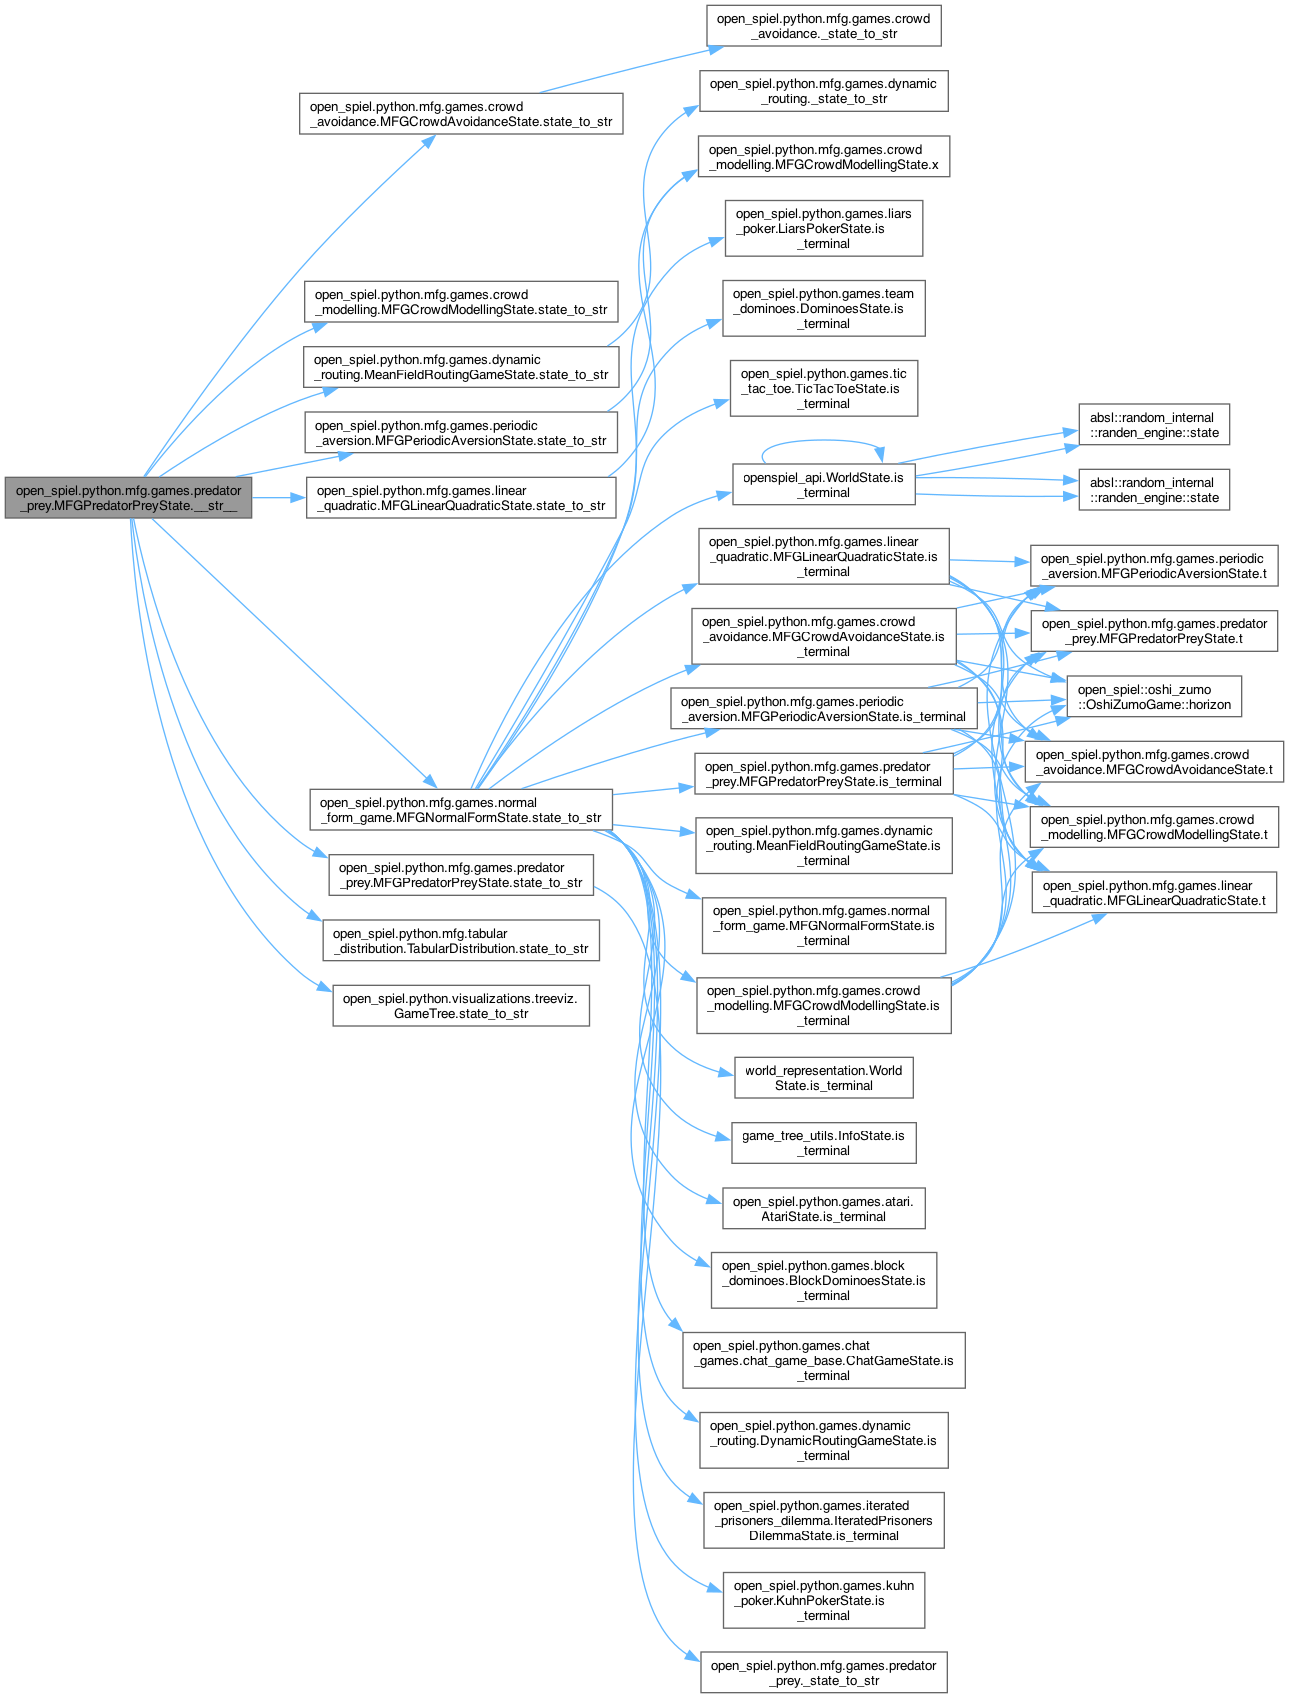 open_spiel.python.mfg.games.predator
_prey.MFGPredatorPreyState.__str__
open_spiel.python.mfg.games.crowd
_avoidance.MFGCrowdAvoidanceState.state_to_str
open_spiel.python.mfg.games.crowd
_modelling.MFGCrowdModellingState.state_to_str
open_spiel.python.mfg.games.dynamic
_routing.MeanFieldRoutingGameState.state_to_str
open_spiel.python.mfg.games.periodic
_aversion.MFGPeriodicAversionState.state_to_str
open_spiel.python.mfg.games.linear
_quadratic.MFGLinearQuadraticState.state_to_str
open_spiel.python.mfg.games.normal
_form_game.MFGNormalFormState.state_to_str
open_spiel.python.mfg.games.predator
_prey.MFGPredatorPreyState.state_to_str
open_spiel.python.mfg.tabular
_distribution.TabularDistribution.state_to_str
open_spiel.python.visualizations.treeviz.
GameTree.state_to_str
open_spiel.python.mfg.games.crowd
_avoidance._state_to_str
open_spiel.python.mfg.games.dynamic
_routing._state_to_str
open_spiel.python.mfg.games.crowd
_modelling.MFGCrowdModellingState.x
open_spiel.python.games.liars
_poker.LiarsPokerState.is
_terminal
open_spiel.python.games.team
_dominoes.DominoesState.is
_terminal
open_spiel.python.games.tic
_tac_toe.TicTacToeState.is
_terminal
openspiel_api.WorldState.is
_terminal
open_spiel.python.mfg.games.linear
_quadratic.MFGLinearQuadraticState.is
_terminal
open_spiel.python.mfg.games.crowd
_avoidance.MFGCrowdAvoidanceState.is
_terminal
open_spiel.python.mfg.games.periodic
_aversion.MFGPeriodicAversionState.is_terminal
open_spiel.python.mfg.games.predator
_prey.MFGPredatorPreyState.is_terminal
open_spiel.python.mfg.games.dynamic
_routing.MeanFieldRoutingGameState.is
_terminal
open_spiel.python.mfg.games.normal
_form_game.MFGNormalFormState.is
_terminal
open_spiel.python.mfg.games.crowd
_modelling.MFGCrowdModellingState.is
_terminal
world_representation.World
State.is_terminal
game_tree_utils.InfoState.is
_terminal
open_spiel.python.games.atari.
AtariState.is_terminal
open_spiel.python.games.block
_dominoes.BlockDominoesState.is
_terminal
open_spiel.python.games.chat
_games.chat_game_base.ChatGameState.is
_terminal
open_spiel.python.games.dynamic
_routing.DynamicRoutingGameState.is
_terminal
open_spiel.python.games.iterated
_prisoners_dilemma.IteratedPrisoners
DilemmaState.is_terminal
open_spiel.python.games.kuhn
_poker.KuhnPokerState.is
_terminal
open_spiel.python.mfg.games.predator
_prey._state_to_str
absl::random_internal
::randen_engine::state
absl::random_internal
::randen_engine::state
open_spiel.python.mfg.games.periodic
_aversion.MFGPeriodicAversionState.t
open_spiel.python.mfg.games.predator
_prey.MFGPredatorPreyState.t
open_spiel::oshi_zumo
::OshiZumoGame::horizon
open_spiel.python.mfg.games.crowd
_avoidance.MFGCrowdAvoidanceState.t
open_spiel.python.mfg.games.crowd
_modelling.MFGCrowdModellingState.t
open_spiel.python.mfg.games.linear
_quadratic.MFGLinearQuadraticState.t